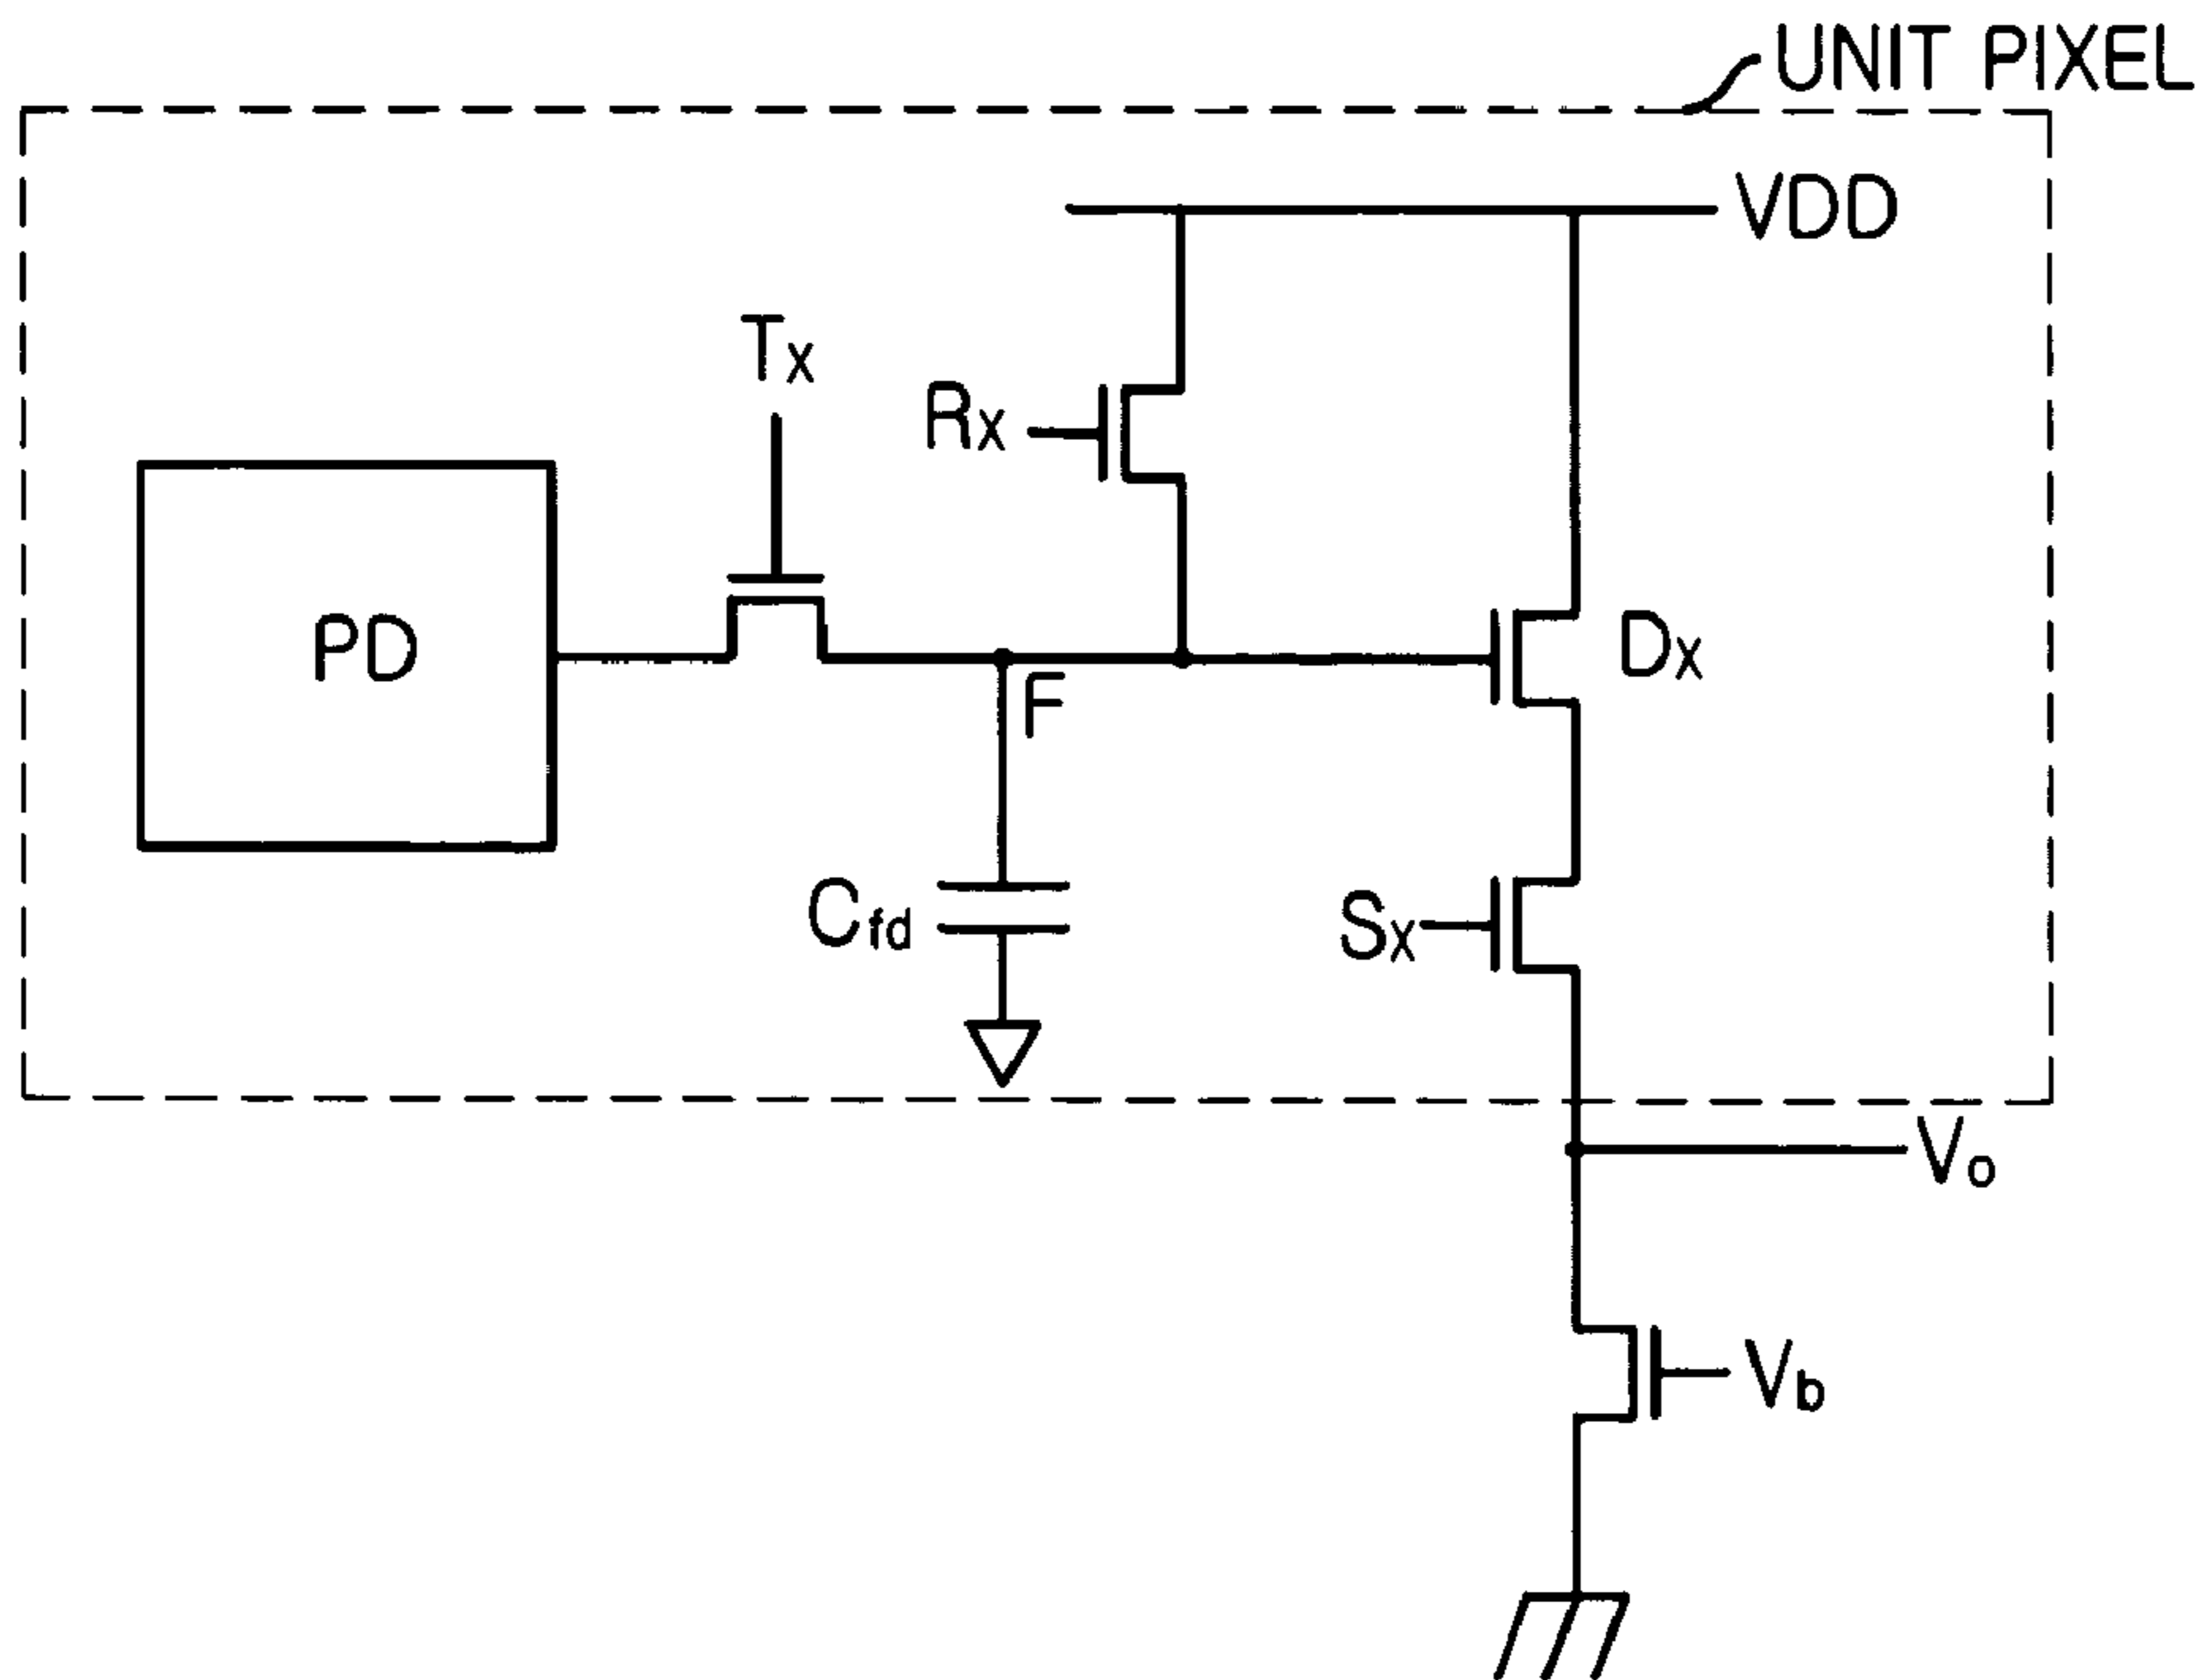 UNIT PIXEL
VDD
Tx
Rx
PD
Dx
F
Cfd
Sx
Vo
Vb